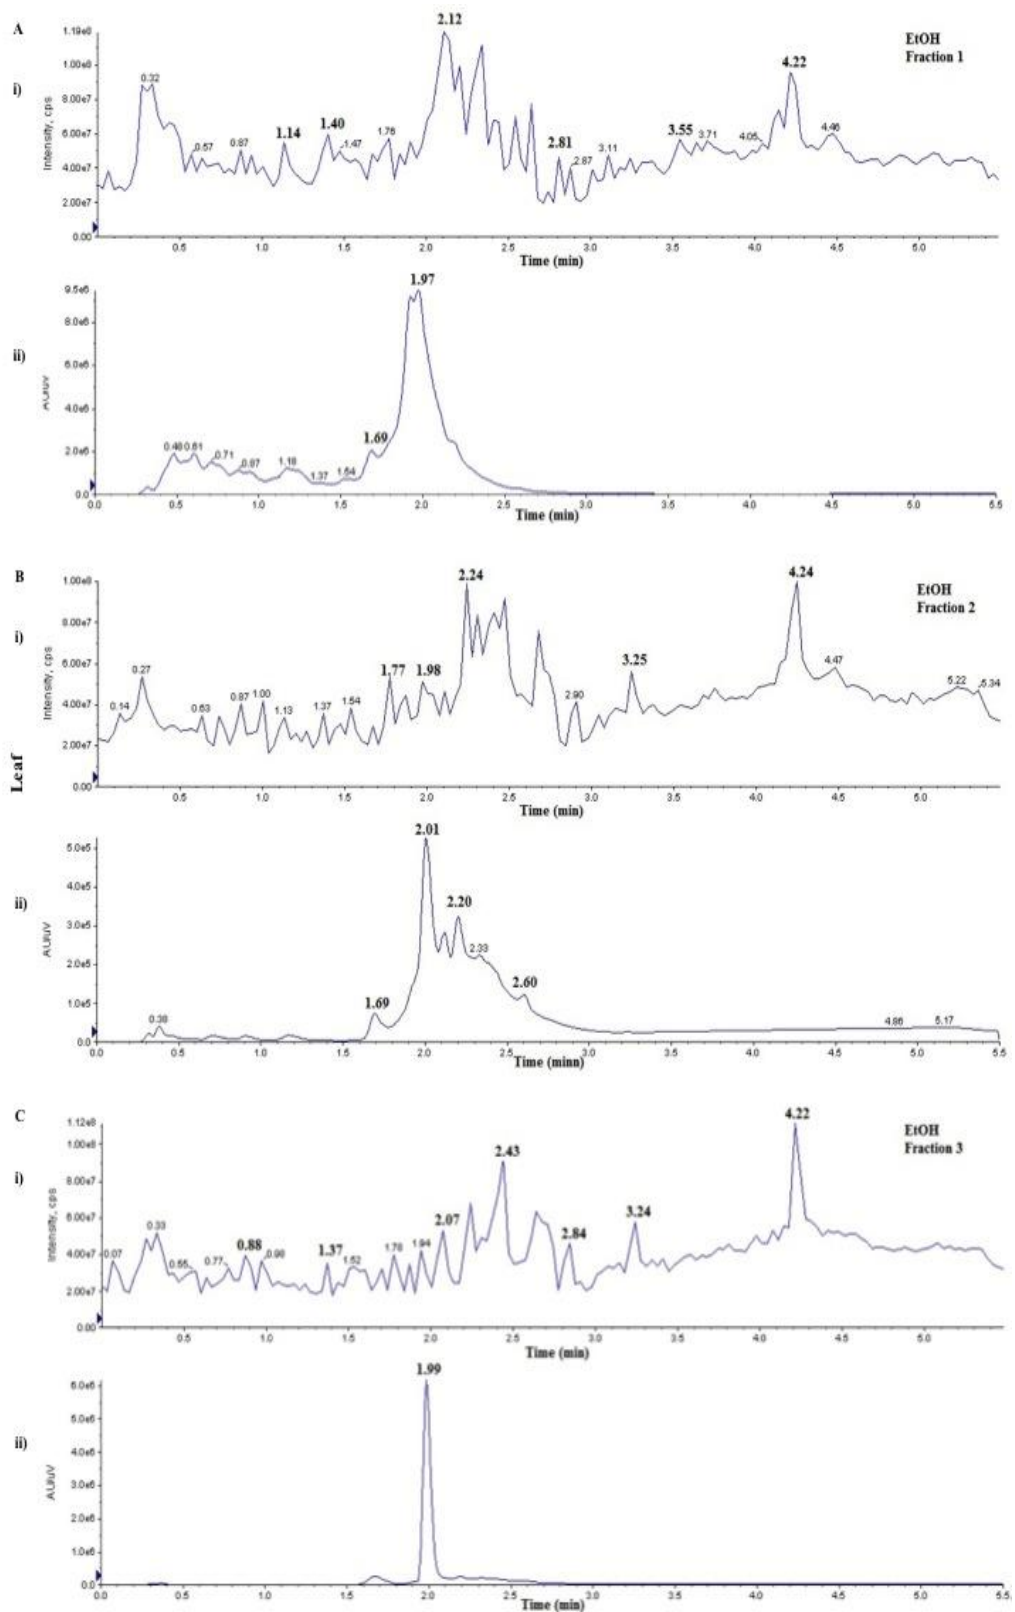 A
i)
EtOH
Fraction 1
Intensity, cps
1.19e8
1.00e8
8.00e7
6.00e7
4.00e7
2.00e7
0.00
0.32
0.57
0.87
1.14
1.40
1.47
1.76
2.12
2.81
2.87
3.11
3.55
3.71
4.05
4.22
4.46
0.5 1.0 1.5 2.0 2.5 3.0 3.5 4.0 4.5 5.0
Time (min)
ii)
9.5e6
8.0e6
6.0e6
4.0e6
2.0e6
0.0
0.48 0.61 0.71 0.87 1.18 1.37 1.54 1.69 1.97
0.0 0.5 1.0 1.5 2.0 2.5 3.0 3.5 4.0 4.5 5.0 5.5
Time (min)
B
i)
Leaf
EtOH
Fraction 2
Intensity, cps
1.00e8
8.00e7
6.00e7
4.00e7
2.00e7
0.00
0.14 0.27 0.63 0.87 1.00 1.13 1.37 1.54 1.77 1.98 2.24 2.90 3.25 4.24 4.47 5.22 5.34
0.5 1.0 1.5 2.0 2.5 3.0 3.5 4.0 4.5 5.0
Time (min)
ii)
AU/uV
5.0e5
4.0e5
3.0e5
2.0e5
1.0e5
0.0
0.38 1.69 2.01 2.20 2.33 2.60 4.86 5.17
0.0 0.5 1.0 1.5 2.0 2.5 3.0 3.5 4.0 4.5 5.0 5.5
Time (minn)
C
i)
EtOH
Fraction 3
Intensity, cps
1.12e8
1.00e8
8.00e7
6.00e7
4.00e7
2.00e7
0.00
0.07 0.33 0.55 0.77 0.88 0.98 1.37 1.52 1.78 1.94 2.07 2.43 2.84 3.24 4.22
0.5 1.0 1.5 2.0 2.5 3.0 3.5 4.0 4.5 5.0
Time (min)
ii)
AU/uV
6.0e6
5.0e6
4.0e6
3.0e6
2.0e6
1.0e6
0.0
1.99
0.0 0.5 1.0 1.5 2.0 2.5 3.0 3.5 4.0 4.5 5.0 5.5
Time (min)